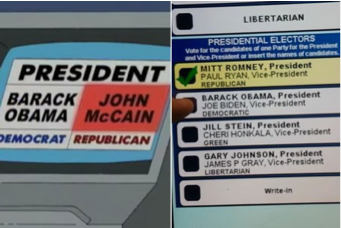 PRESIDENT
BARACK OBAMA
JOHN McCAIN
DEMOCRAT
REPUBLICAN
LIBERTARIAN
PRESIDENTIAL ELECTORS
Vote for the candidates of one Party for the President
and Vice-President or insert the names of candidates.
MITT ROMNEY, President
PAUL RYAN, Vice-President
REPUBLICAN
BARACK OBAMA, President
JOE BIDEN, Vice-President
DEMOCRATIC
JILL STEIN, President
CHERI HONKALA, Vice-President
GREEN
GARY JOHNSON, President
JAMES P GRAY, Vice-President
LIBERTARIAN
Write-in